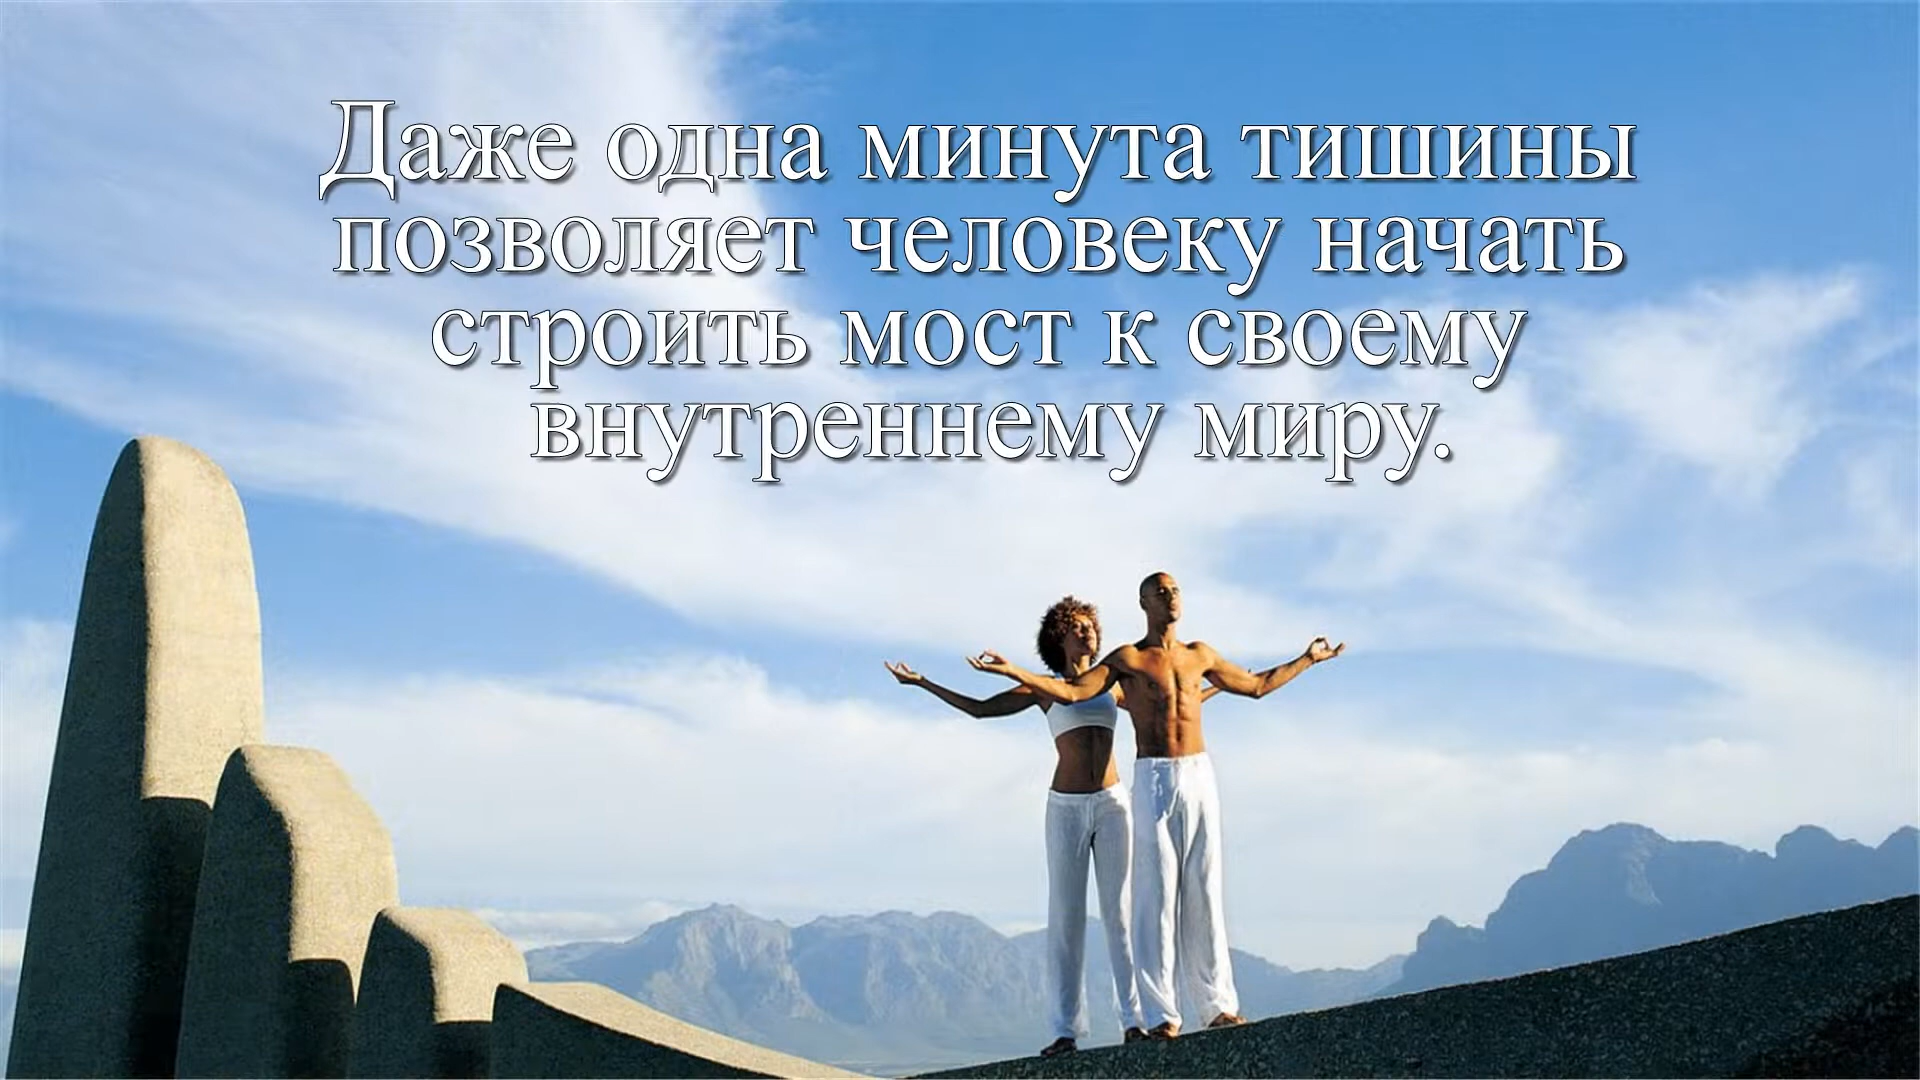 Даже одна минута тишины
позволяет человеку начать
строить мост к своему
внутреннему миру.